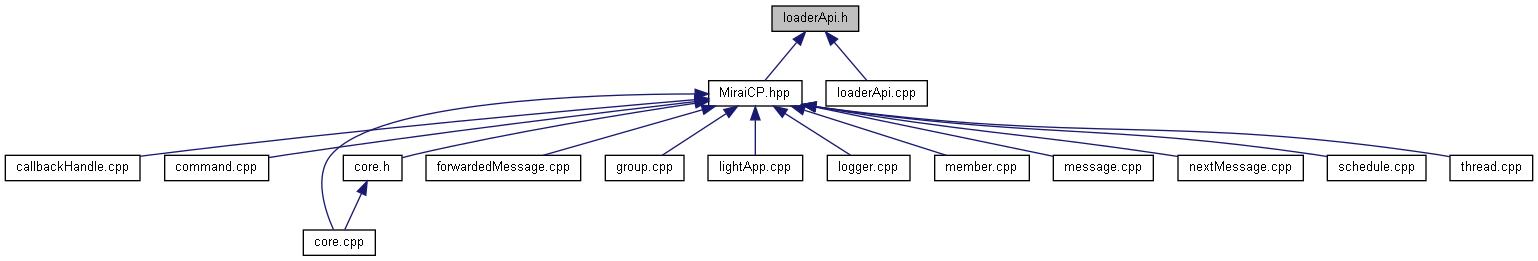 loaderApi.h
MiraiCP.hpp
loaderApi.cpp
callbackHandle.cpp
command.cpp
core.h
forwardedMessage.cpp
group.cpp
lightApp.cpp
logger.cpp
member.cpp
message.cpp
nextMessage.cpp
schedule.cpp
thread.cpp
core.cpp